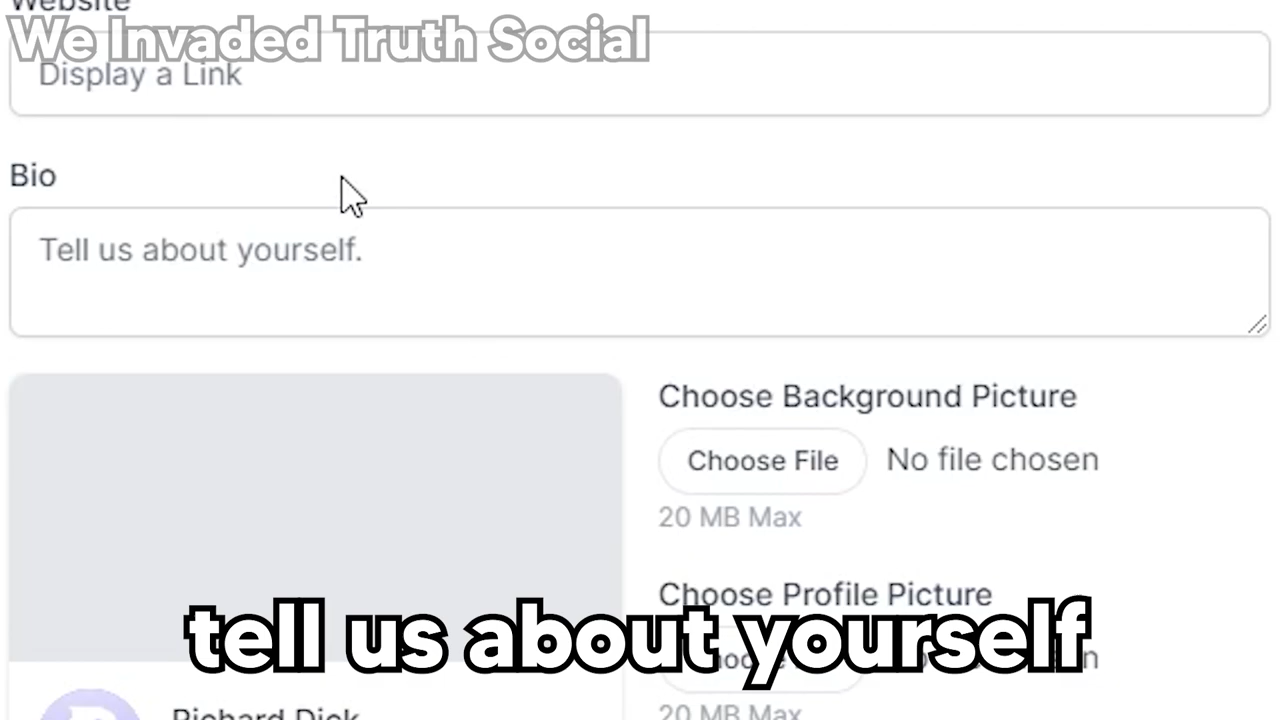 Website
We Invaded Truth Social
Display a Link
Bio
Tell us about yourself.
Choose Background Picture
Choose File
No file chosen
20 MB Max
Choose Profile Picture
tell us about yourself
Richard Dick
20 MB Max